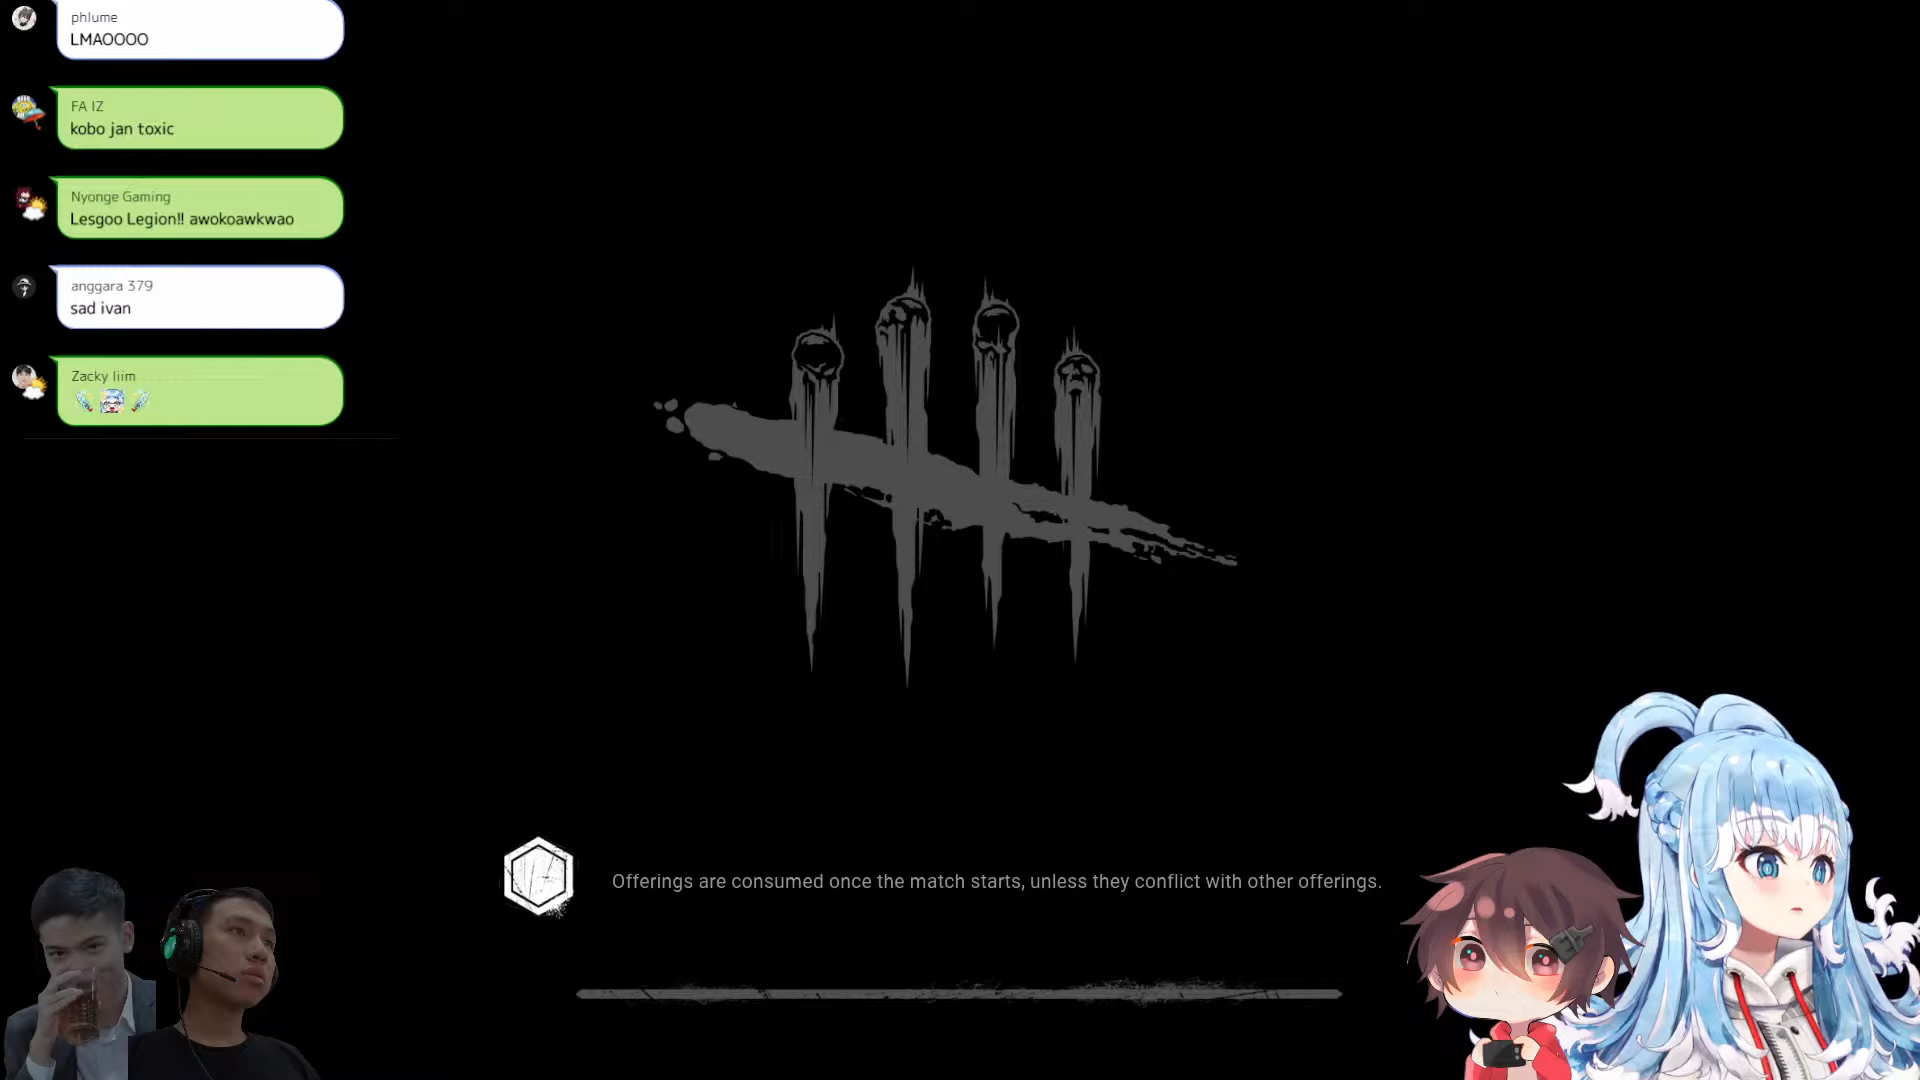 phlume
LMAOOOO
FA IZ
kobo jan toxic
Nyonge Gaming
Lesgoo Legion!! awokoawkwao
anggara 379
sad ivan
Zacky liim
Offerings are consumed once the match starts, unless they conflict with other offerings.